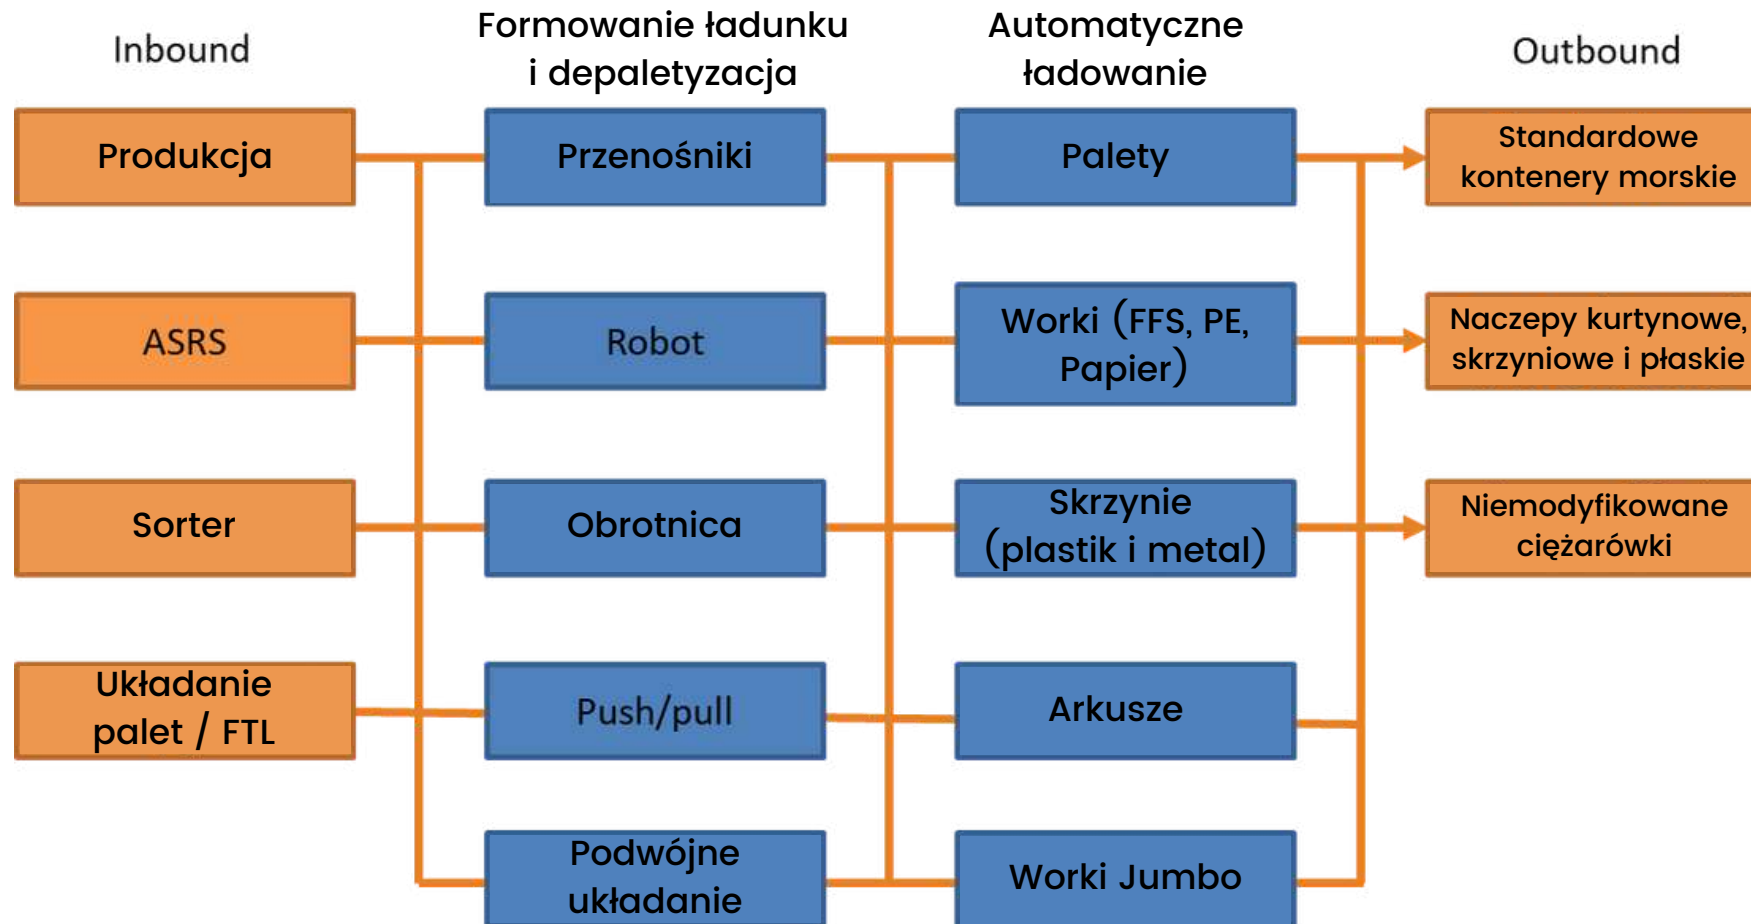 Inbound
Formowanie ładunku
i depaletyzacja
Automatyczne
ładowanie
Outbound
Produkcja
Przenośniki
Palety
Standardowe
kontenery morskie
ASRS
Robot
Worki (FFS, PE,
Papier)
Naczepy kurtynowe,
skrzyniowe i płaskie
Sorter
Obrotnica
Skrzynie
(plastik i metal)
Niemodyfikowane
ciężarówki
Układanie
palet / FTL
Push/pull
Arkusze
Podwójne
układanie
Worki Jumbo